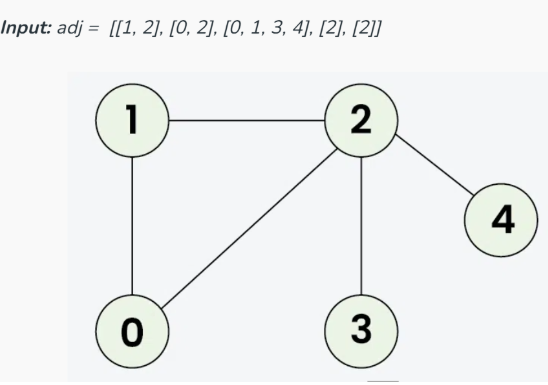 Input: adj = [[1, 2], [0, 2], [0, 1, 3, 4], [2], [2]]
1 2
4
0 3